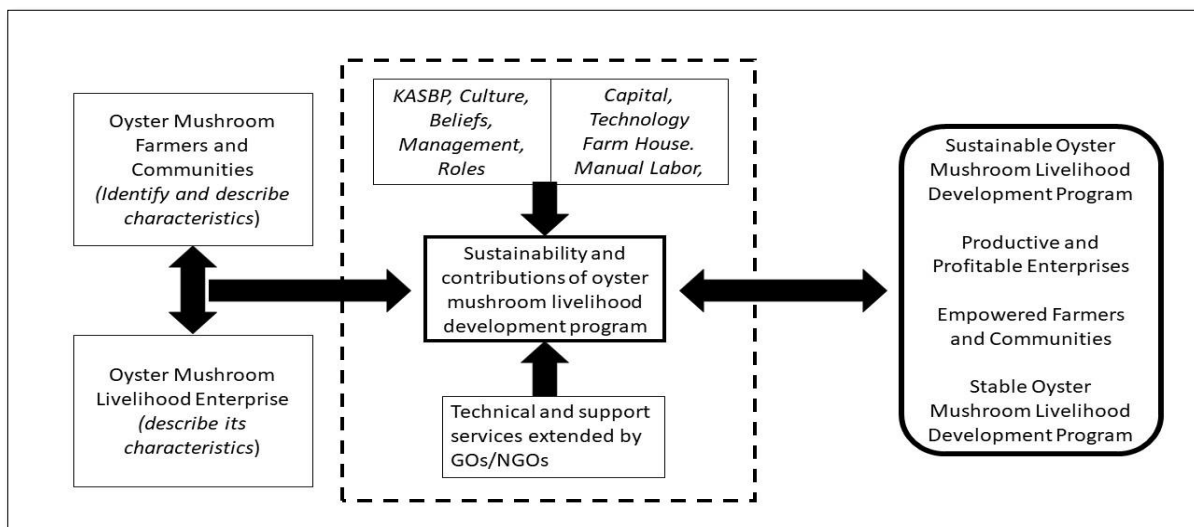 Oyster Mushroom
Farmers and
Communities
(Identify and describe
characteristics)
Oyster Mushroom
Livelihood Enterprise
(describe its
characteristics)
KASBP, Culture,
Beliefs,
Management,
Roles
Capital,
Technology
Farm House.
Manual Labor,
Sustainability and
contributions of oyster
mushroom livelihood
development program
Technical and support
services extended by
GOs/NGOs
Sustainable Oyster
Mushroom Livelihood
Development Program
Productive and
Profitable Enterprises
Empowered Farmers
and Communities
Stable Oyster
Mushroom Livelihood
Development Program